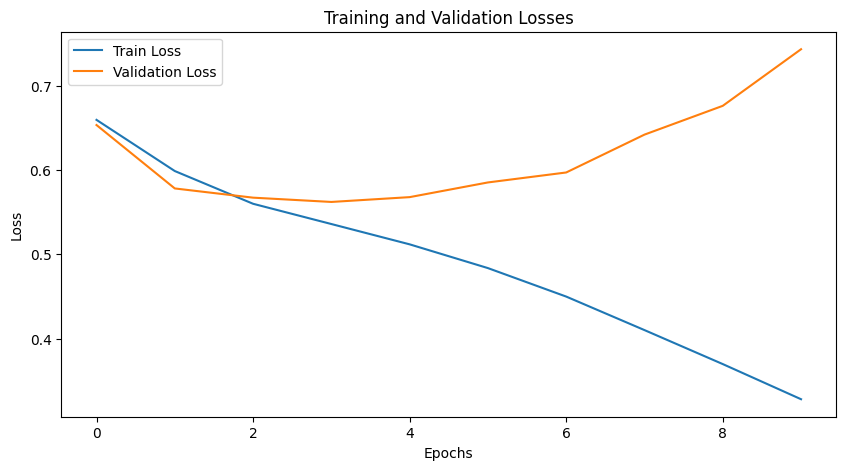 Training and Validation Losses
Train Loss
Validation Loss
0.7
0.6
0.5
0.4
Loss
0 2 4 6 8
Epochs